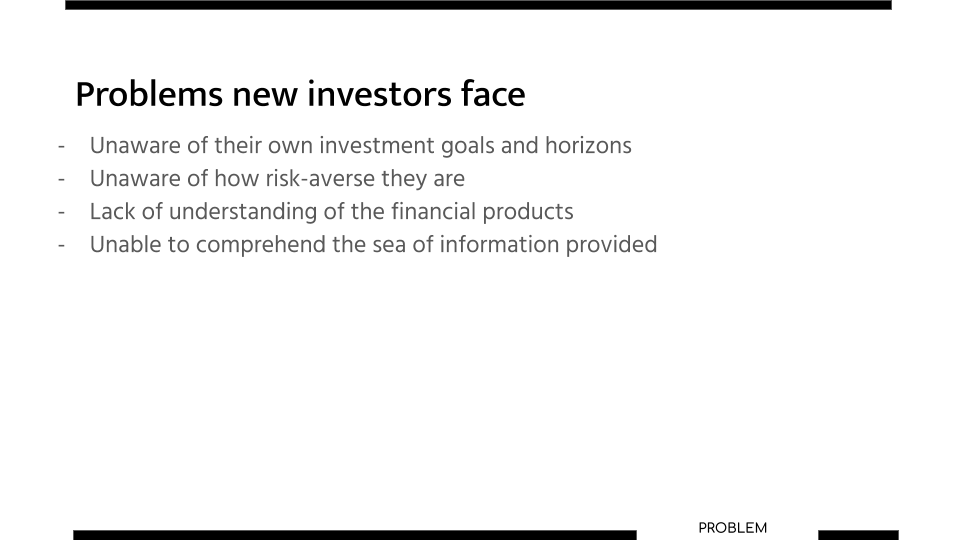 Problems new investors face
- Unaware of their own investment goals and horizons
- Unaware of how risk-averse they are
- Lack of understanding of the financial products
- Unable to comprehend the sea of information provided
PROBLEM